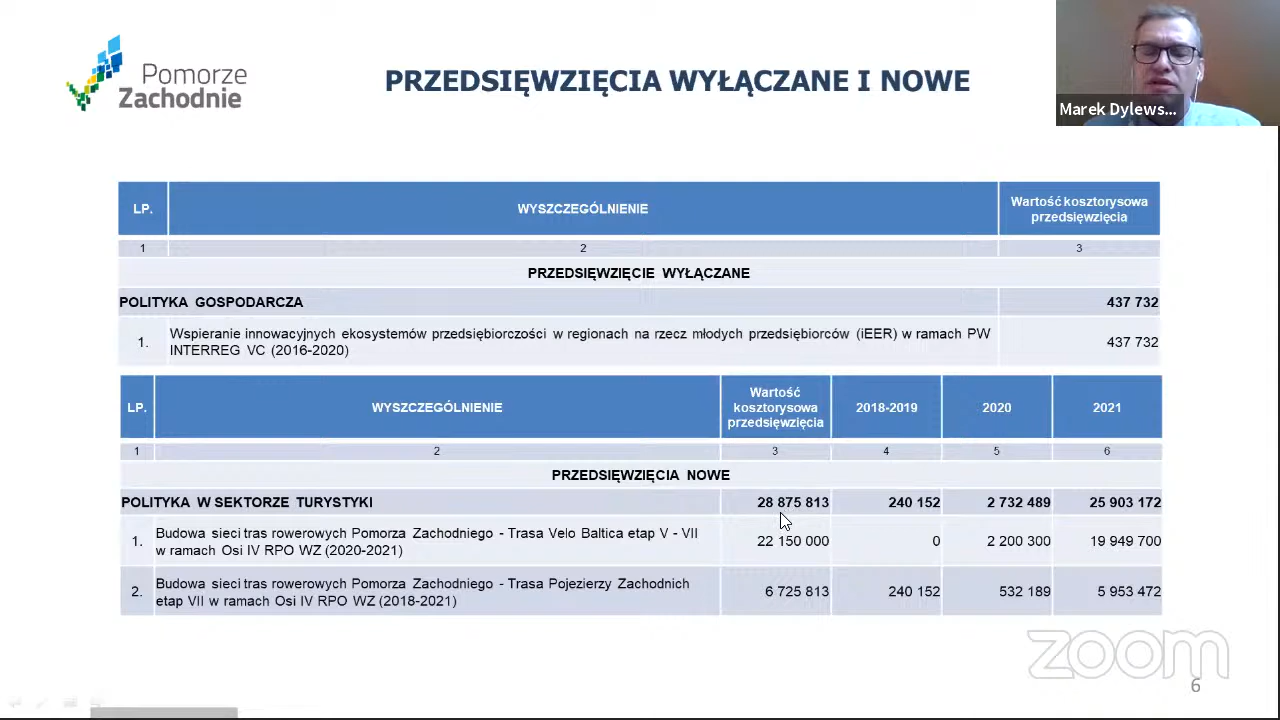 Pomorze
Zachodnie
PRZEDSIĘWZIĘCIA WYŁĄCZANE I NOWE
Marek Dylews...
LP.
WYSZCZEGÓLNIENIE
Wartość kosztorysowa
przedsięwzięcia
1
2
3
PRZEDSIĘWZIĘCIE WYŁĄCZANE
POLITYKA GOSPODARCZA
437 732
1.
Wspieranie innowacyjnych ekosystemów przedsiębiorczości w regionach na rzecz młodych przedsiębiorców (iEER) w ramach PW
INTERREG VC (2016-2020)
437 732
LP.
WYSZCZEGÓLNIENIE
Wartość
kosztorysowa
przedsięwzięcia
2018-2019
2020
2021
1
2
3
4
5
6
PRZEDSIĘWZIĘCIA NOWE
POLITYKA W SEKTORZE TURYSTYKI
28 875 813
240 152
2 732 489
25 903 172
1.
Budowa sieci tras rowerowych Pomorza Zachodniego - Trasa Velo Baltica etap V - VII
w ramach Osi IV RPO WZ (2020-2021)
22 150 000
0
2 200 300
19 949 700
2.
Budowa sieci tras rowerowych Pomorza Zachodniego - Trasa Pojezierzy Zachodnich
etap VII w ramach Osi IV RPO WZ (2018-2021)
6 725 813
240 152
532 189
5 953 472
zoom
6